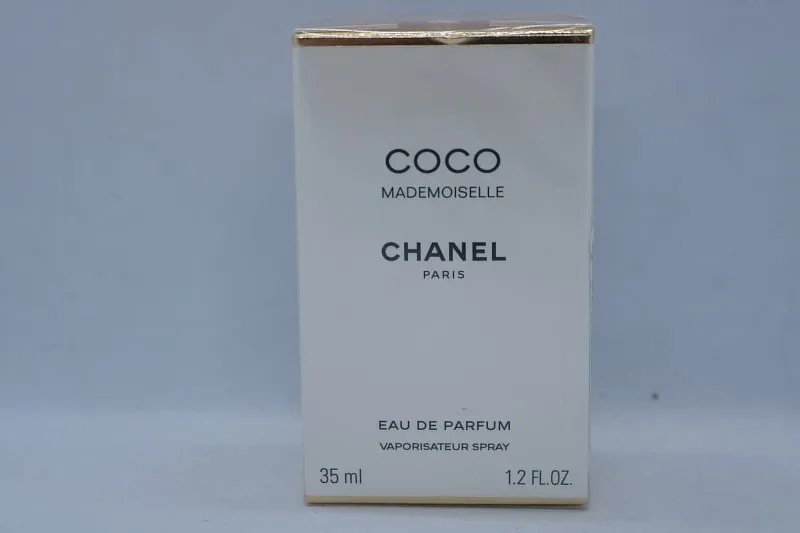 COCO
MADEMOISELLE
CHANEL
PARIS
EAU DE PARFUM
VAPORISATEUR SPRAY
35 ml 1.2 FL.OZ.